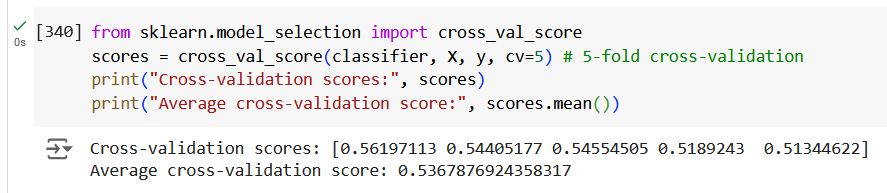 [340] from sklearn.model_selection import cross_val_score
scores = cross_val_score(classifier, X, y, cv=5) # 5-fold cross-validation
print("Cross-validation scores:", scores)
print("Average cross-validation score:", scores.mean())
0s
Cross-validation scores: [0.56197113 0.54405177 0.54554505 0.5189243  0.51344622]
Average cross-validation score: 0.5367876924358317